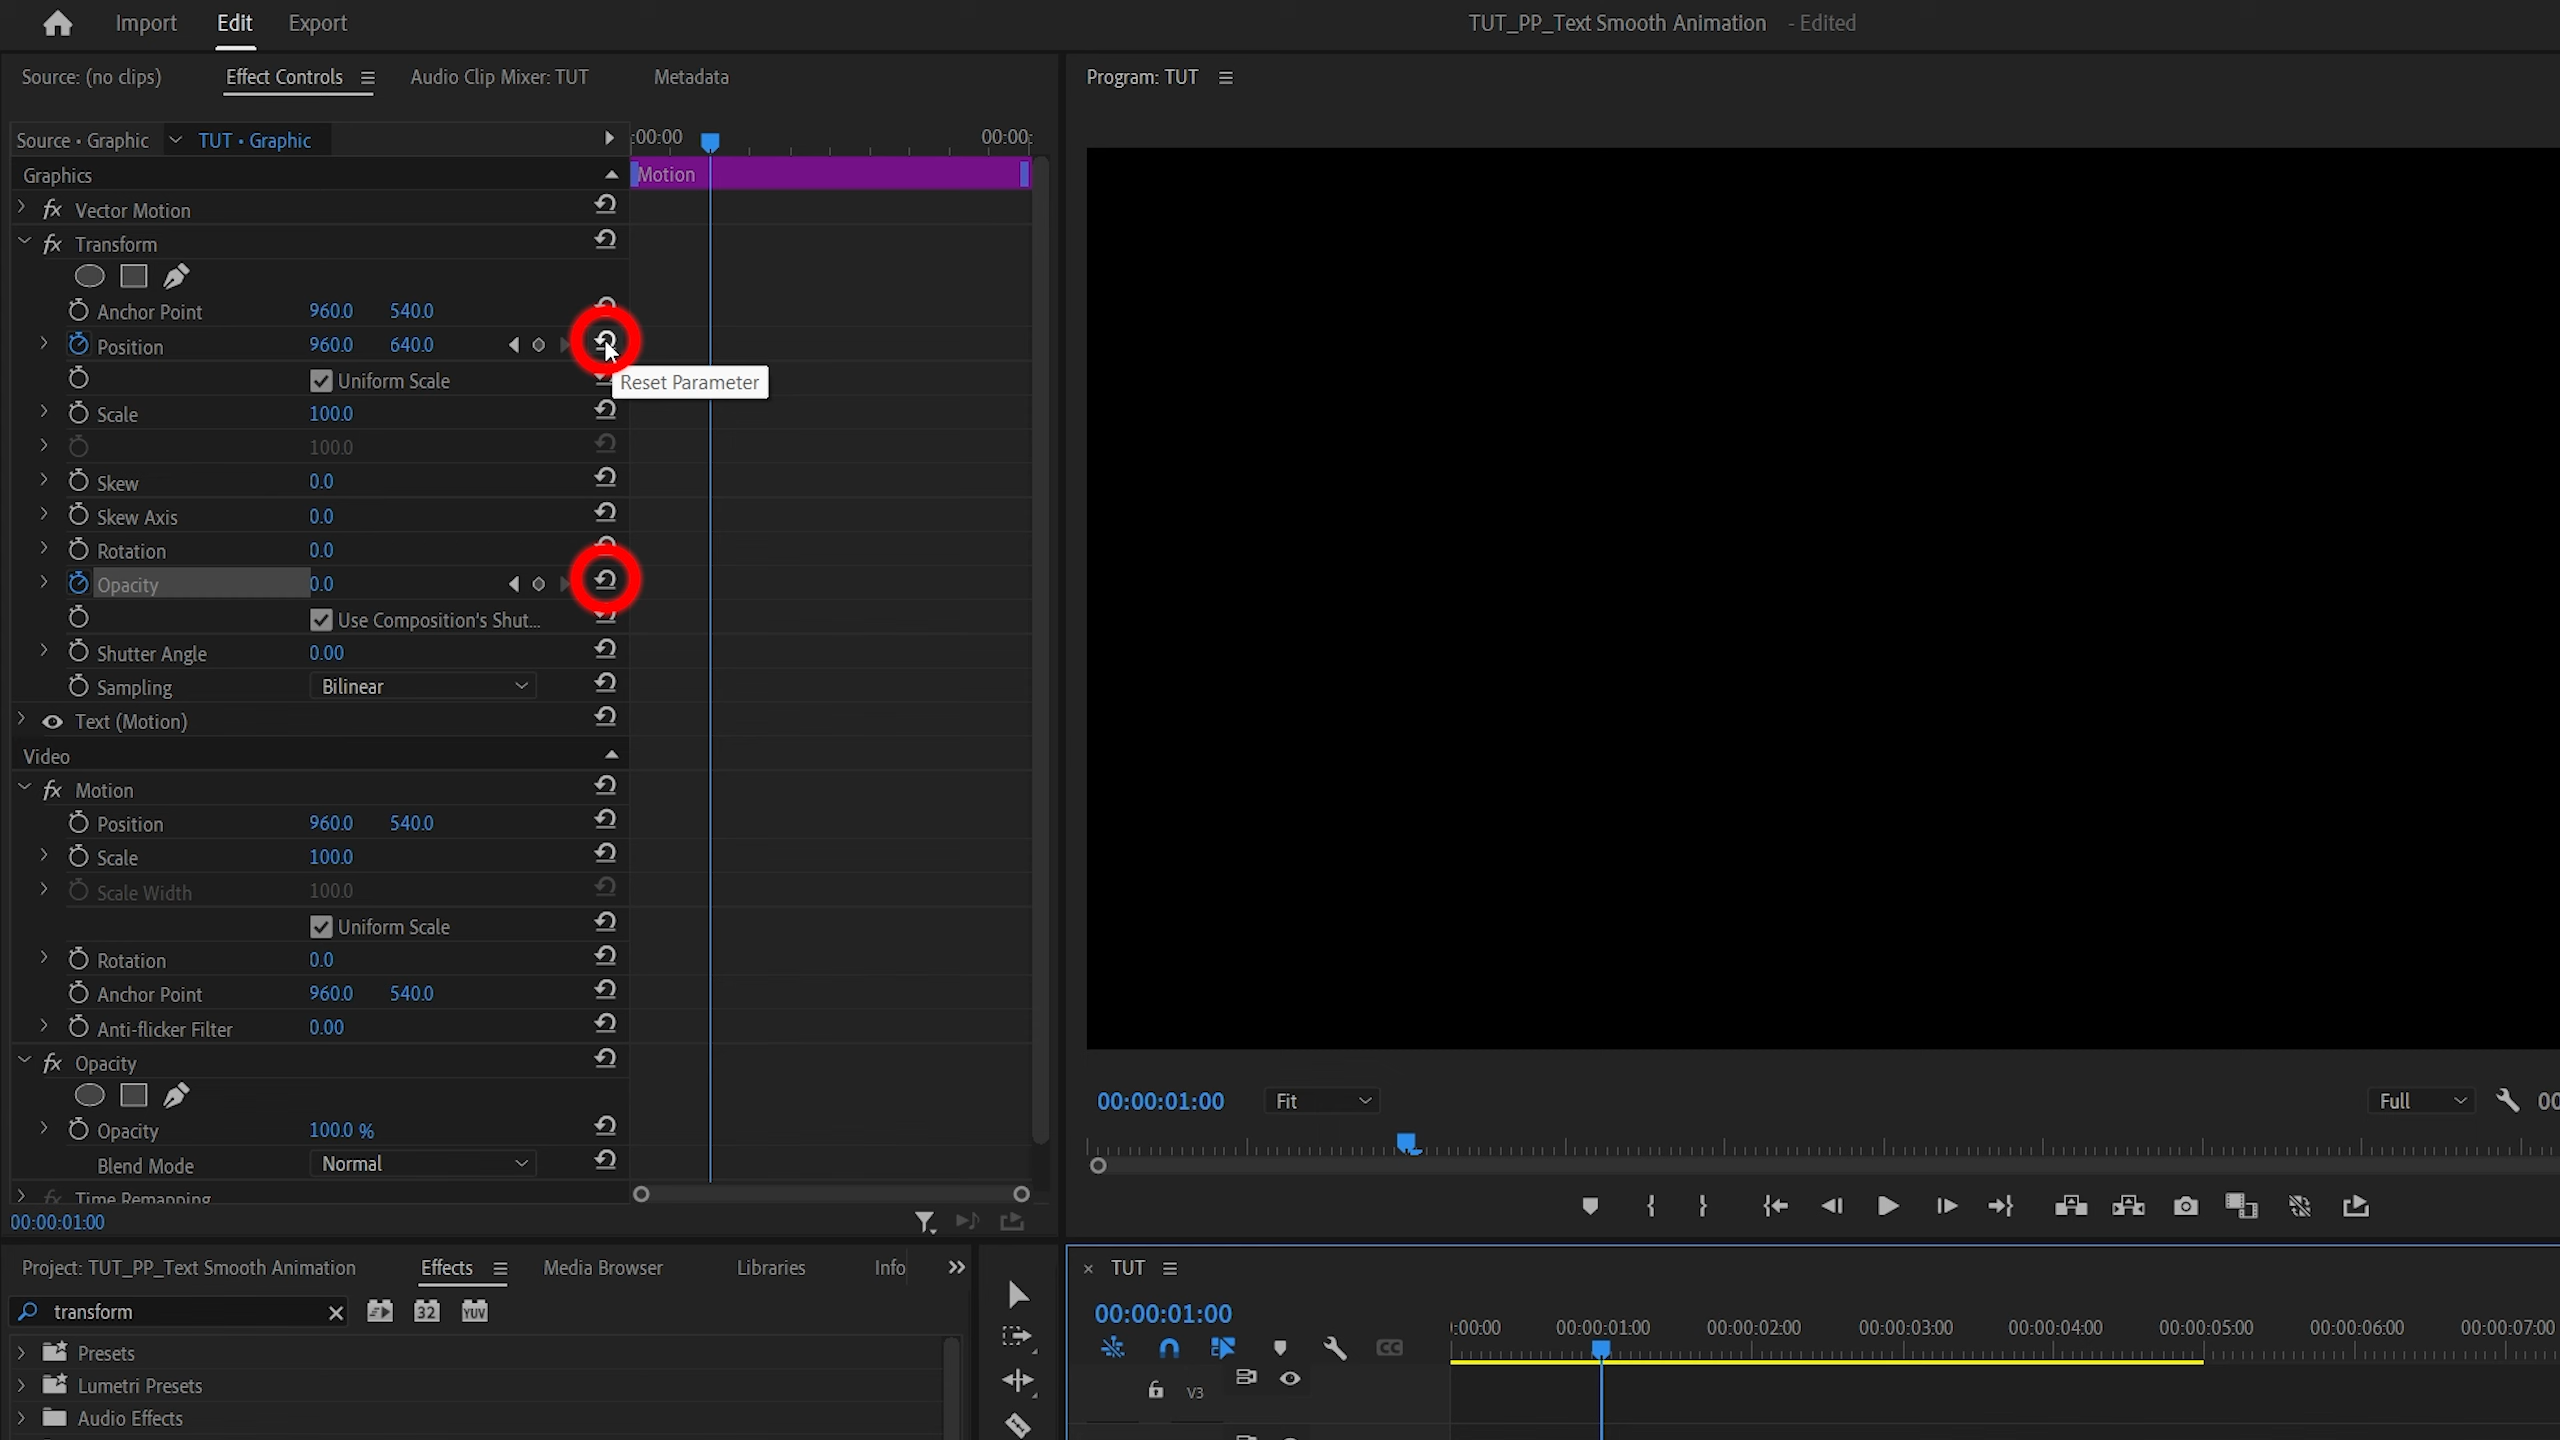 Import Edit Export TUT_PP_Text Smooth Animation - Edited
Source: (no clips) Effect Controls Audio Clip Mixer: TUT Metadata Program: TUT
Source • Graphic TUT • Graphic :00:00 00:00:
Graphics Motion
fx Vector Motion
fx Transform
Anchor Point 960.0 540.0
Position 960.0 640.0
Uniform Scale Reset Parameter
Scale 100.0
100.0
Skew 0.0
Skew Axis 0.0
Rotation 0.0
Opacity 0.0
Use Composition's Shut...
Shutter Angle 0.00
Sampling Bilinear
Text (Motion)
Video
fx Motion
Position 960.0 540.0
Scale 100.0
Scale Width 100.0
Uniform Scale
Rotation 0.0
Anchor Point 960.0 540.0
Anti-flicker Filter 0.00
fx Opacity
Opacity 100.0 %
Blend Mode Normal
fx Time Remapping
00:00:01:00
00:00:01:00 Fit Full 00
Project: TUT_PP_Text Smooth Animation Effects Media Browser Libraries Info
transform 32 YUV
Presets
Lumetri Presets
Audio Effects
× TUT
00:00:01:00
:00:00 00:00:01:00 00:00:02:00 00:00:03:00 00:00:04:00 00:00:05:00 00:00:06:00 00:00:07:00
CC
V3